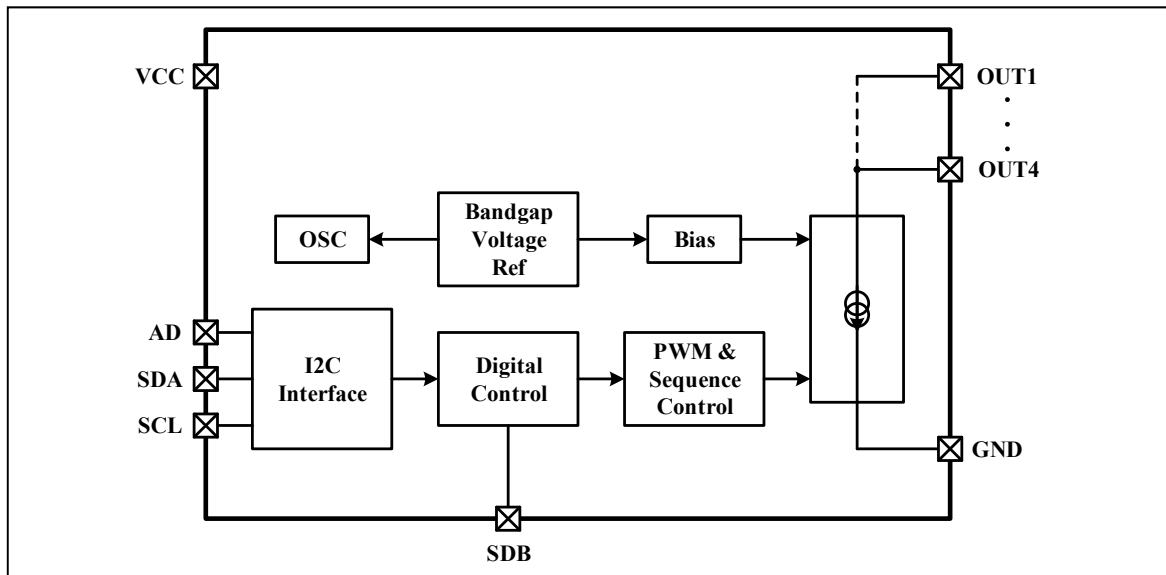 VCC
OUT1
OUT4
OSC
Bandgap
Voltage
Ref
Bias
AD
SDA
SCL
I2C
Interface
Digital
Control
PWM &
Sequence
Control
GND
SDB